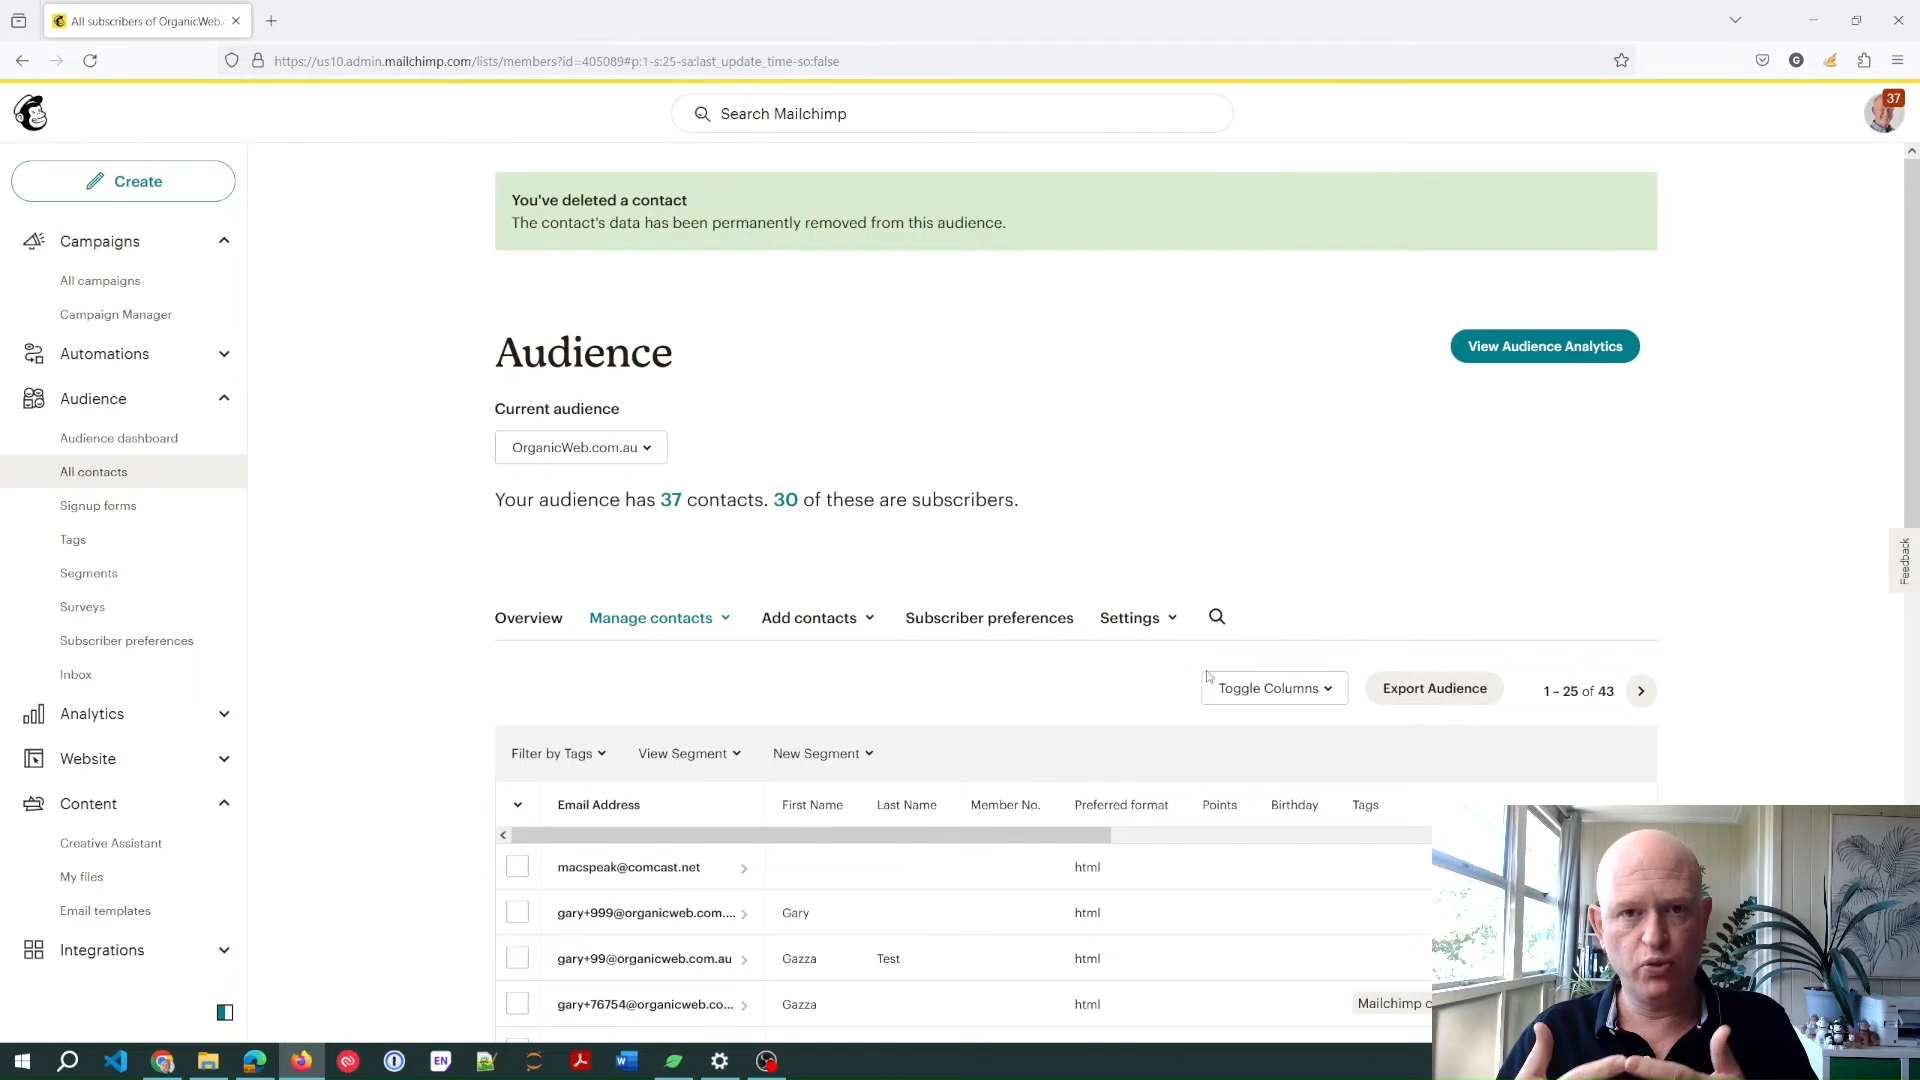 All subscribers of OrganicWeb.c
https://us10.admin.mailchimp.com/lists/members?id=405089#p:1-s:25-sa:last_update_time-so:false
G
Search Mailchimp
37
Create
Campaigns
All campaigns
Campaign Manager
Automations
Audience
Audience dashboard
All contacts
Signup forms
Tags
Segments
Surveys
Subscriber preferences
Inbox
Analytics
Website
Content
Creative Assistant
My files
Email templates
Integrations
You've deleted a contact
The contact's data has been permanently removed from this audience.
Audience
View Audience Analytics
Current audience
OrganicWeb.com.au
Your audience has 37 contacts. 30 of these are subscribers.
Feedback
Overview Manage contacts Add contacts Subscriber preferences Settings
Toggle Columns Export Audience 1 – 25 of 43
Filter by Tags View Segment New Segment
Email Address First Name Last Name Member No. Preferred format Points Birthday Tags
macspeak@comcast.net html
gary+999@organicweb.com.... Gary html
gary+99@organicweb.com.au Gazza Test html
gary+76754@organicweb.co... Gazza html Mailchimp c
EN